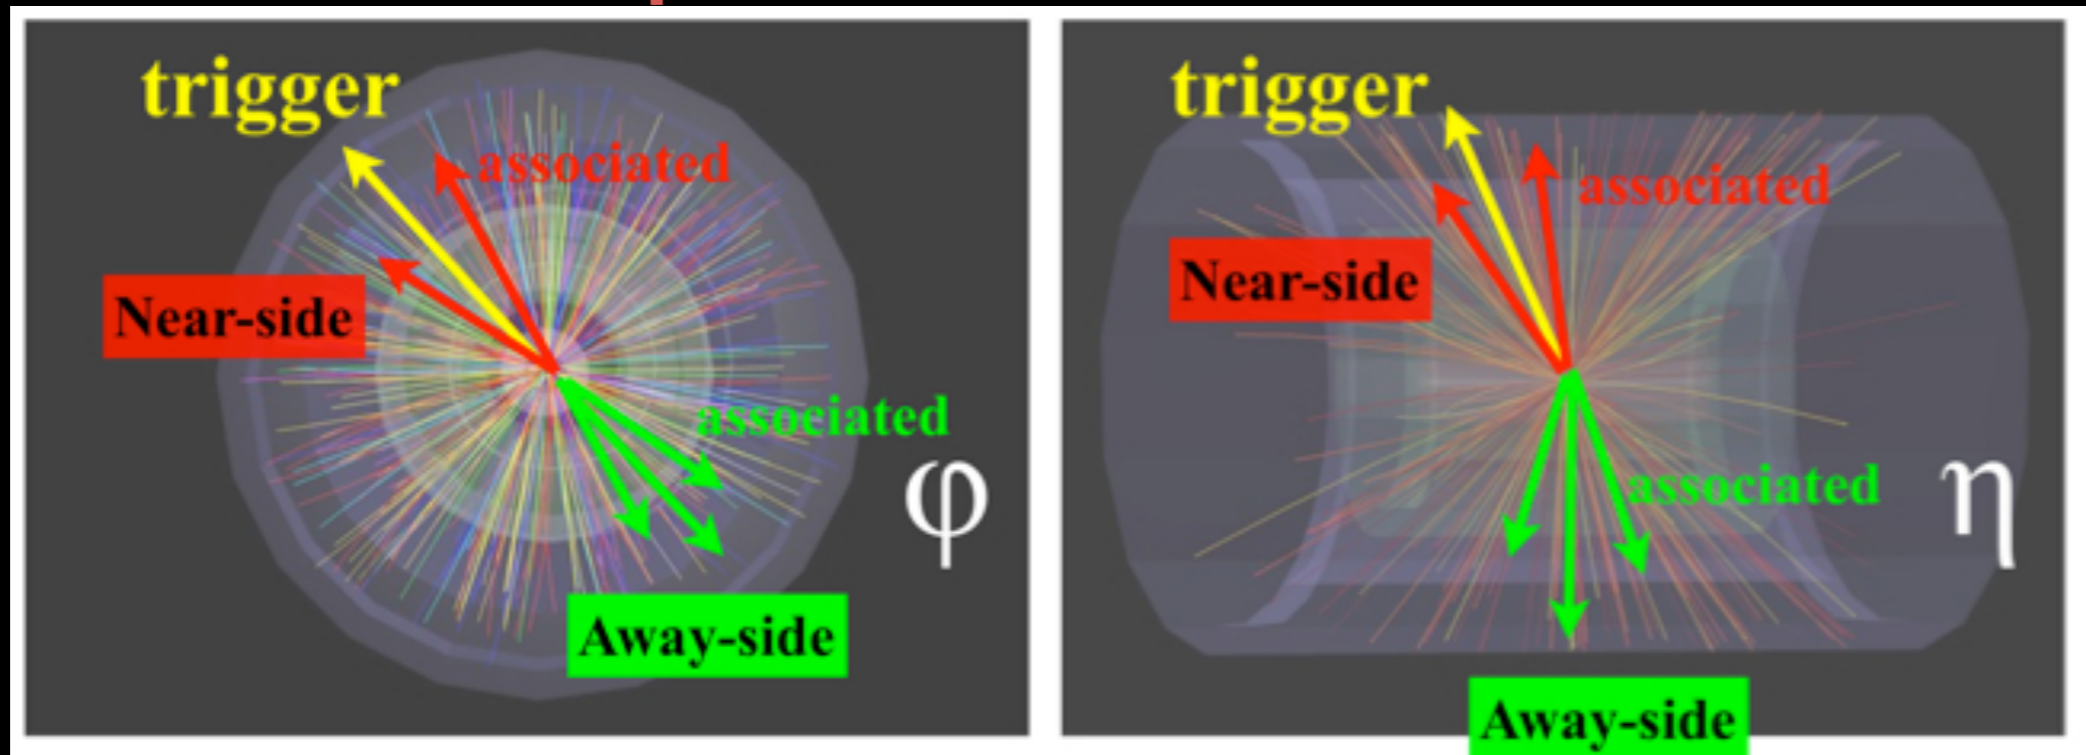 trigger
associated
Near-side
associated
φ
Away-side
trigger
associated
Near-side
associated
η
Away-side